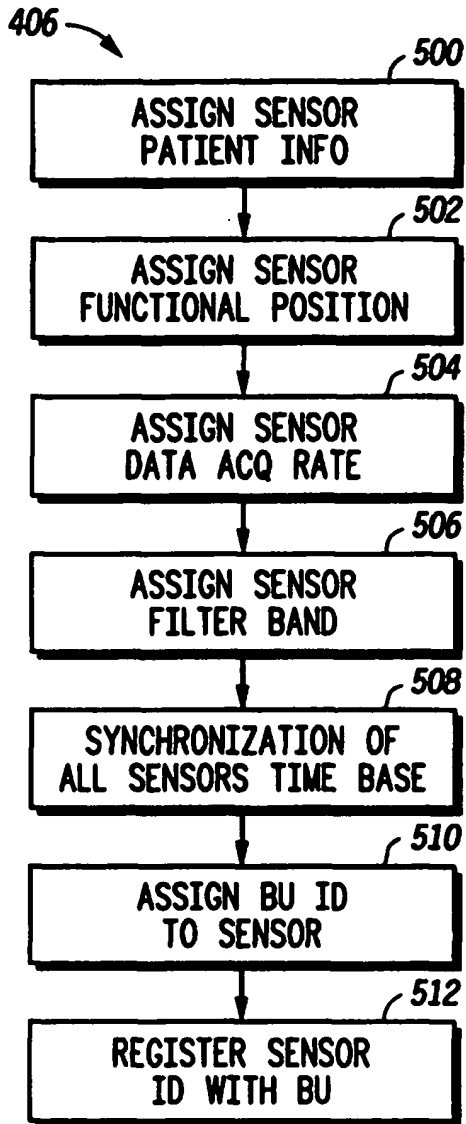 406
500
ASSIGN SENSOR
PATIENT INFO
502
ASSIGN SENSOR
FUNCTIONAL POSITION
504
ASSIGN SENSOR
DATA ACQ RATE
506
ASSIGN SENSOR
FILTER BAND
508
SYNCHRONIZATION OF
ALL SENSORS TIME BASE
510
ASSIGN BU ID
TO SENSOR
512
REGISTER SENSOR
ID WITH BU